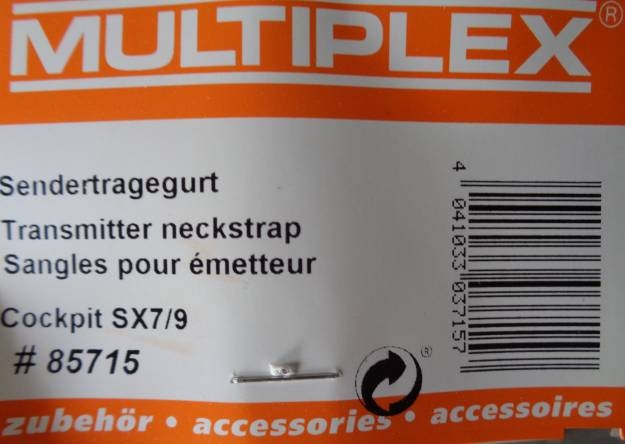 MULTIPLEX®
Sendertragegurt
Transmitter neckstrap
Sangles pour émetteur
Cockpit SX7/9
# 85715
4 041033 037157
®
zubehör • accessories • accessoires